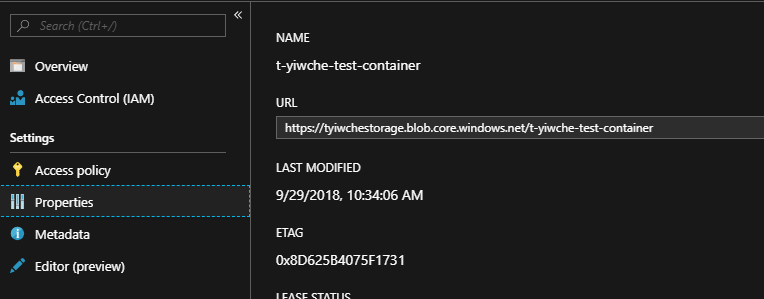 Search (Ctrl+/)
«
Overview
Access Control (IAM)
Settings
Access policy
Properties
Metadata
Editor (preview)
NAME
t-yiwche-test-container
URL
https://tyiwchestorage.blob.core.windows.net/t-yiwche-test-container
LAST MODIFIED
9/29/2018, 10:34:06 AM
ETAG
0x8D625B4075F1731
LEASE STATUS